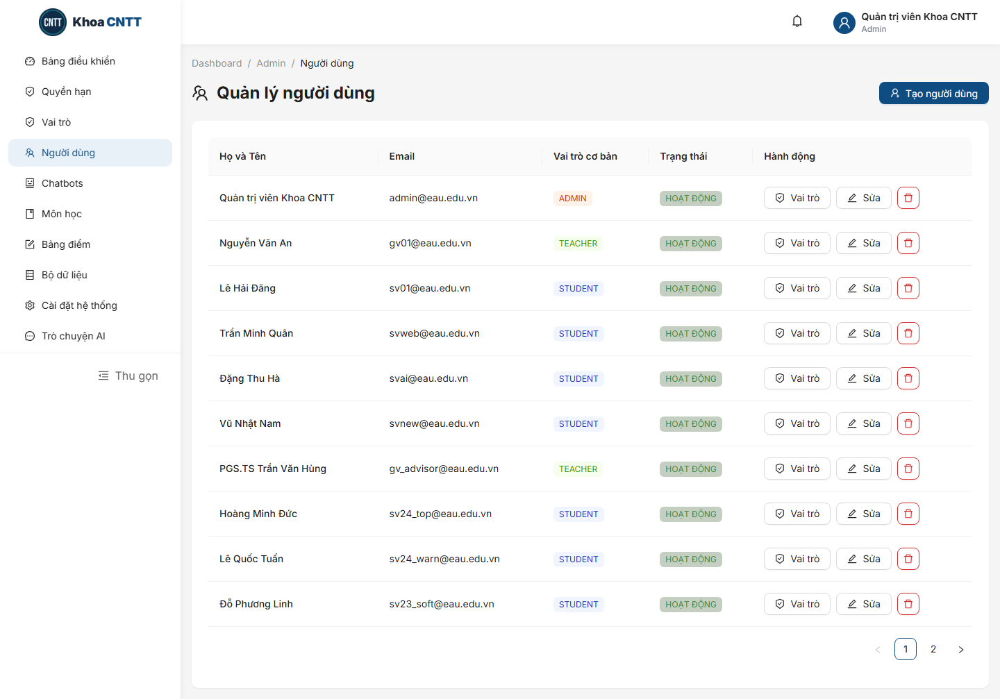 CNTT Khoa CNTT
Quản trị viên Khoa CNTT
Admin
Bảng điều khiển
Quyền hạn
Vai trò
Người dùng
Chatbots
Môn học
Bảng điểm
Bộ dữ liệu
Cài đặt hệ thống
Trò chuyện AI
Thu gọn
Dashboard / Admin / Người dùng
Quản lý người dùng
Tạo người dùng
Họ và Tên Email Vai trò cơ bản Trạng thái Hành động
Quản trị viên Khoa CNTT admin@eau.edu.vn ADMIN HOẠT ĐỘNG Vai trò Sửa
Nguyễn Văn An gv01@eau.edu.vn TEACHER HOẠT ĐỘNG Vai trò Sửa
Lê Hải Đăng sv01@eau.edu.vn STUDENT HOẠT ĐỘNG Vai trò Sửa
Trần Minh Quân svweb@eau.edu.vn STUDENT HOẠT ĐỘNG Vai trò Sửa
Đặng Thu Hà svai@eau.edu.vn STUDENT HOẠT ĐỘNG Vai trò Sửa
Vũ Nhật Nam svnew@eau.edu.vn STUDENT HOẠT ĐỘNG Vai trò Sửa
PGS.TS Trần Văn Hùng gv_advisor@eau.edu.vn TEACHER HOẠT ĐỘNG Vai trò Sửa
Hoàng Minh Đức sv24_top@eau.edu.vn STUDENT HOẠT ĐỘNG Vai trò Sửa
Lê Quốc Tuấn sv24_warn@eau.edu.vn STUDENT HOẠT ĐỘNG Vai trò Sửa
Đỗ Phương Linh sv23_soft@eau.edu.vn STUDENT HOẠT ĐỘNG Vai trò Sửa
< 1 2 >